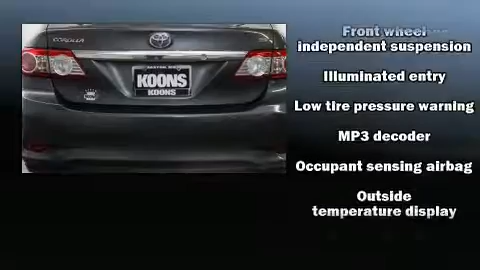 Front wheel
independent suspension
COROLLA
Illuminated entry
KOONS
KOONS
Low tire pressure warning
MP3 decoder
Occupant sensing airbag
Outside
temperature display